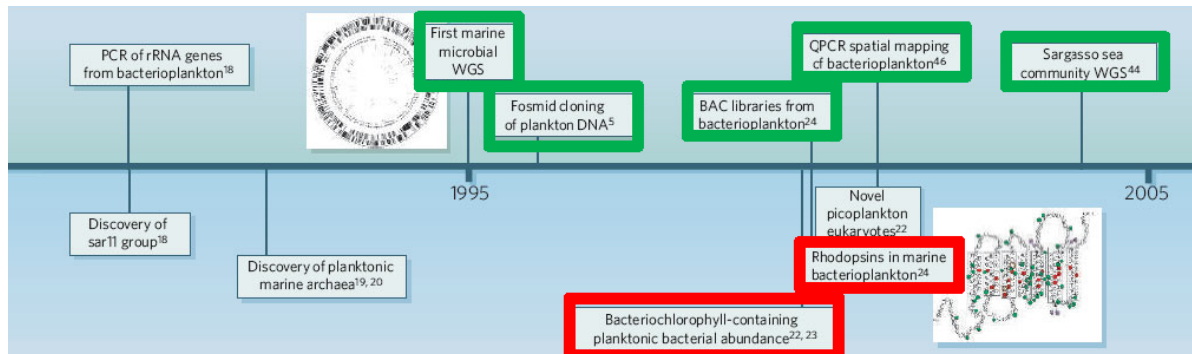 PCR of rRNA genes
from bacterioplankton18
First marine
microbial
WGS
Fosmid cloning
of plankton DNA5
BAC libraries from
bacterioplankton24
QPCR spatial mapping
cf bacterioplankton46
Sargasso sea
community WGS44
1995
2005
Discovery of
sar11 group18
Discovery of planktonic
marine archaea19, 20
Bacteriochlorophyll-containing
planktonic bacterial abundance22, 23
Novel
picoplankton
eukaryotes22
Rhodopsins in marine
bacterioplankton24